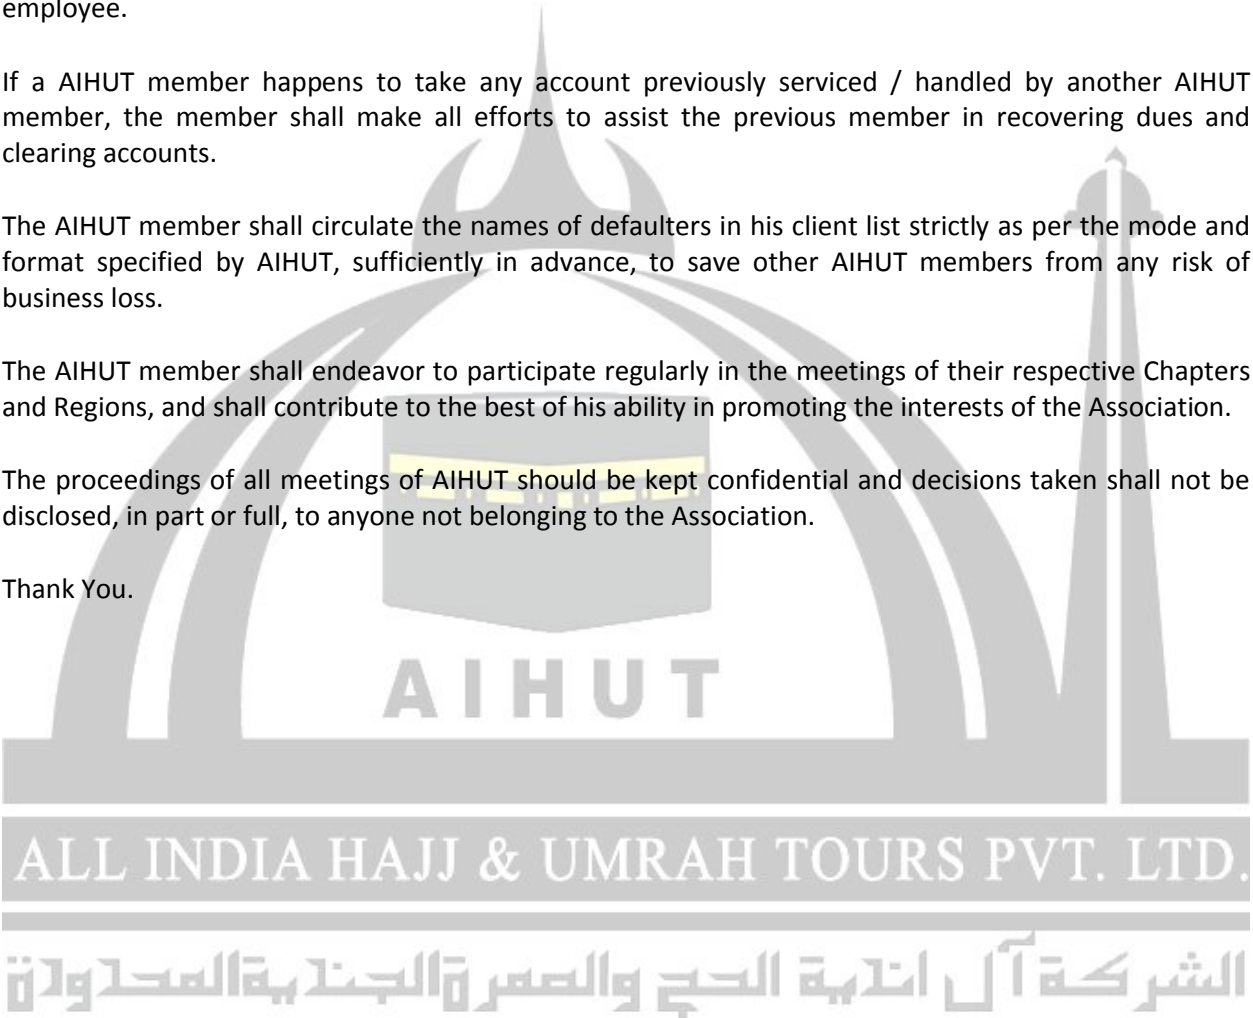 employee.
If a AIHUT member happens to take any account previously serviced / handled by another AIHUT
member, the member shall make all efforts to assist the previous member in recovering dues and
clearing accounts.
The AIHUT member shall circulate the names of defaulters in his client list strictly as per the mode and
format specified by AIHUT, sufficiently in advance, to save other AIHUT members from any risk of
business loss.
The AIHUT member shall endeavor to participate regularly in the meetings of their respective Chapters
and Regions, and shall contribute to the best of his ability in promoting the interests of the Association.
The proceedings of all meetings of AIHUT should be kept confidential and decisions taken shall not be
disclosed, in part or full, to anyone not belonging to the Association.
Thank You.
AIHUT
ALL INDIA HAJJ & UMRAH TOURS PVT. LTD.
الشركة آل اندية الحج والعمرة